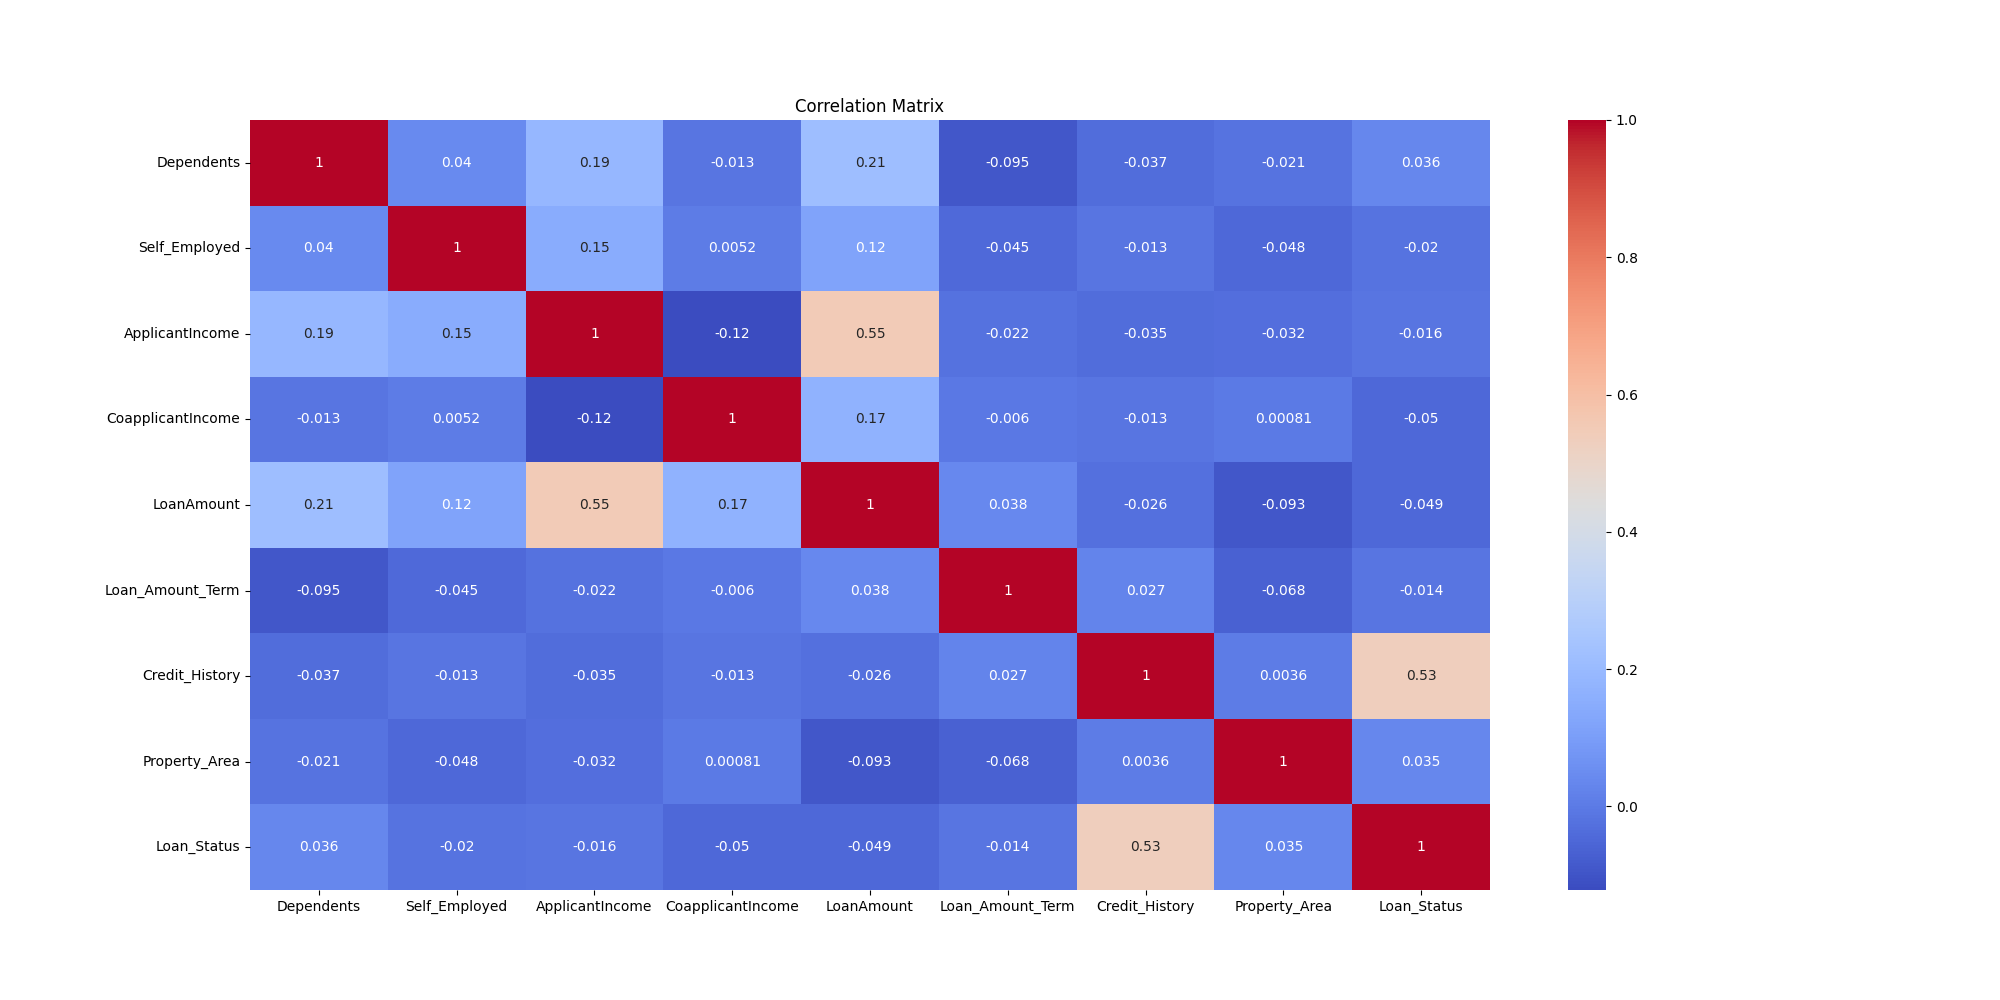 Correlation Matrix
Dependents 1 0.04 0.19 -0.013 0.21 -0.095 -0.037 -0.021 0.036
Self_Employed 0.04 1 0.15 0.0052 0.12 -0.045 -0.013 -0.048 -0.02
ApplicantIncome 0.19 0.15 1 -0.12 0.55 -0.022 -0.035 -0.032 -0.016
CoapplicantIncome -0.013 0.0052 -0.12 1 0.17 -0.006 -0.013 0.00081 -0.05
LoanAmount 0.21 0.12 0.55 0.17 1 0.038 -0.026 -0.093 -0.049
Loan_Amount_Term -0.095 -0.045 -0.022 -0.006 0.038 1 0.027 -0.068 -0.014
Credit_History -0.037 -0.013 -0.035 -0.013 -0.026 0.027 1 0.0036 0.53
Property_Area -0.021 -0.048 -0.032 0.00081 -0.093 -0.068 0.0036 1 0.035
Loan_Status 0.036 -0.02 -0.016 -0.05 -0.049 -0.014 0.53 0.035 1
Dependents Self_Employed ApplicantIncome CoapplicantIncome LoanAmount Loan_Amount_Term Credit_History Property_Area Loan_Status
1.0
0.8
0.6
0.4
0.2
0.0